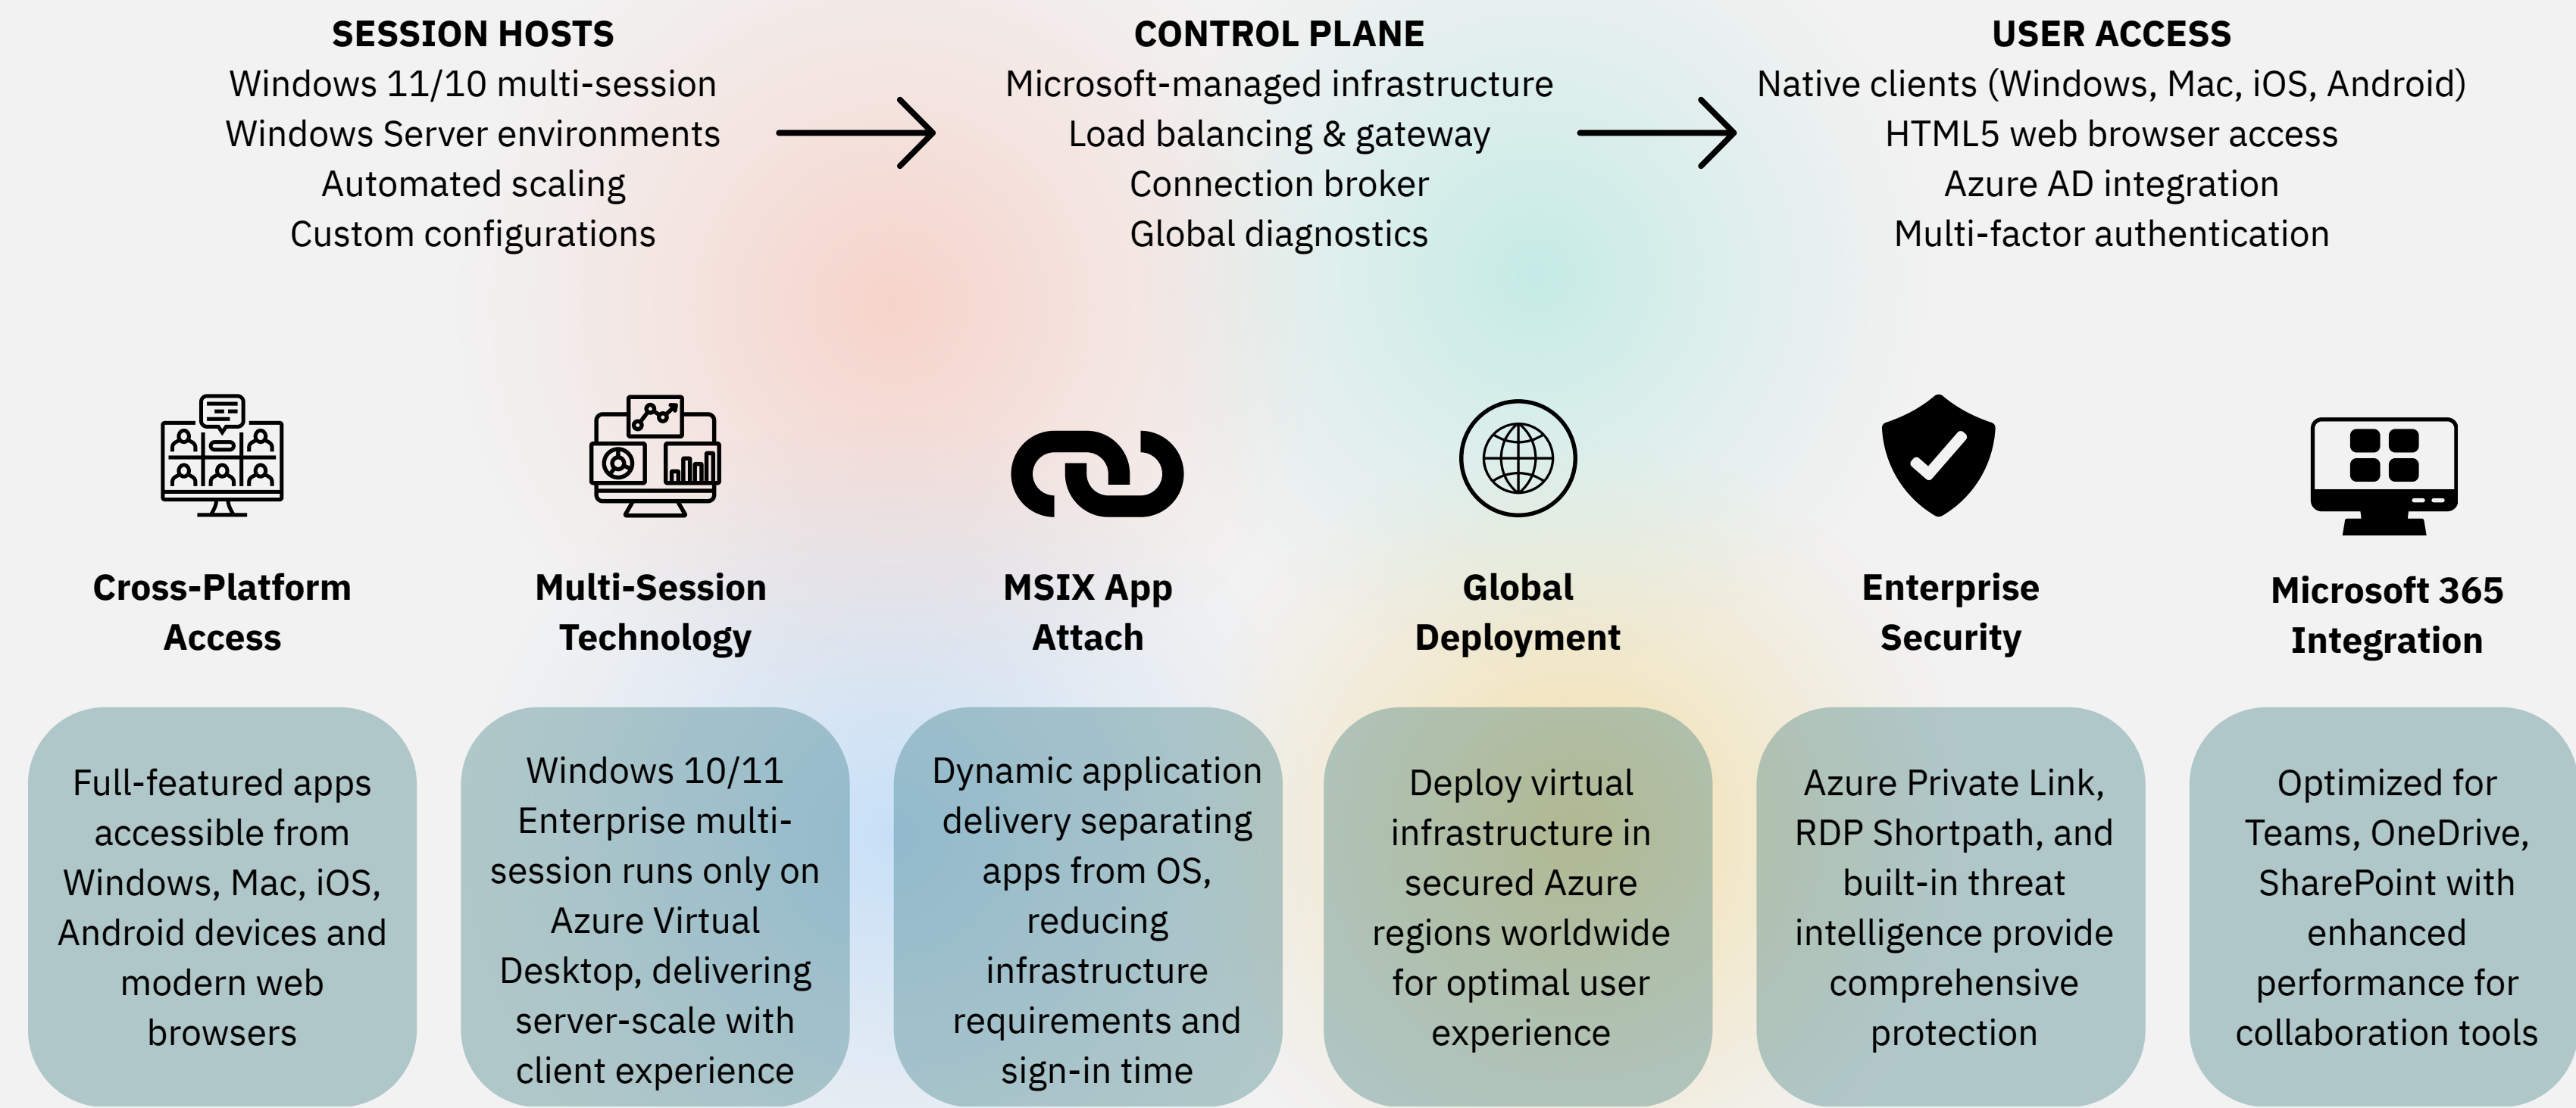 SESSION HOSTS
Windows 11/10 multi-session
Windows Server environments
Automated scaling
Custom configurations
CONTROL PLANE
Microsoft-managed infrastructure
Load balancing & gateway
Connection broker
Global diagnostics
USER ACCESS
Native clients (Windows, Mac, iOS, Android)
HTML5 web browser access
Azure AD integration
Multi-factor authentication
Cross-Platform
Access
Full-featured apps
accessible from
Windows, Mac, iOS,
Android devices and
modern web
browsers
Multi-Session
Technology
Windows 10/11
Enterprise multi-
session runs only on
Azure Virtual
Desktop, delivering
server-scale with
client experience
MSIX App
Attach
Dynamic application
delivery separating
apps from OS,
reducing
infrastructure
requirements and
sign-in time
Global
Deployment
Deploy virtual
infrastructure in
secured Azure
regions worldwide
for optimal user
experience
Enterprise
Security
Azure Private Link,
RDP Shortpath, and
built-in threat
intelligence provide
comprehensive
protection
Microsoft 365
Integration
Optimized for
Teams, OneDrive,
SharePoint with
enhanced
performance for
collaboration tools